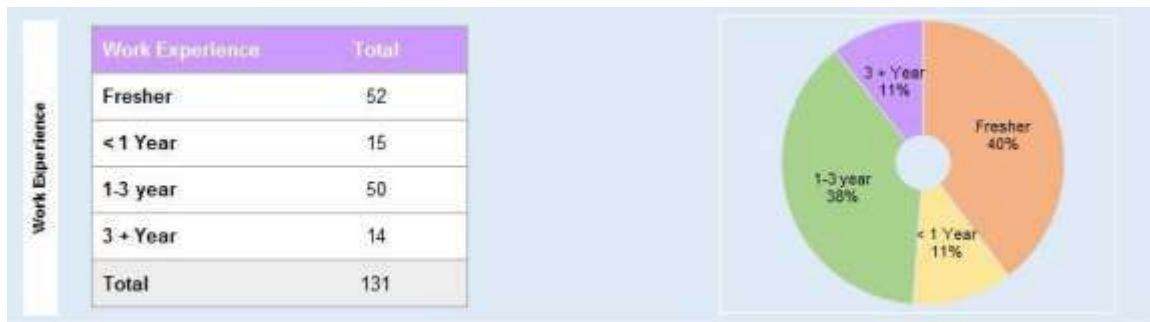 Work Experience
Work Experience Total
Fresher 52
< 1 Year 15
1-3 year 50
3 + Year 14
Total 131
3 + Year
11%
Fresher
40%
1-3 year
38%
< 1 Year
11%